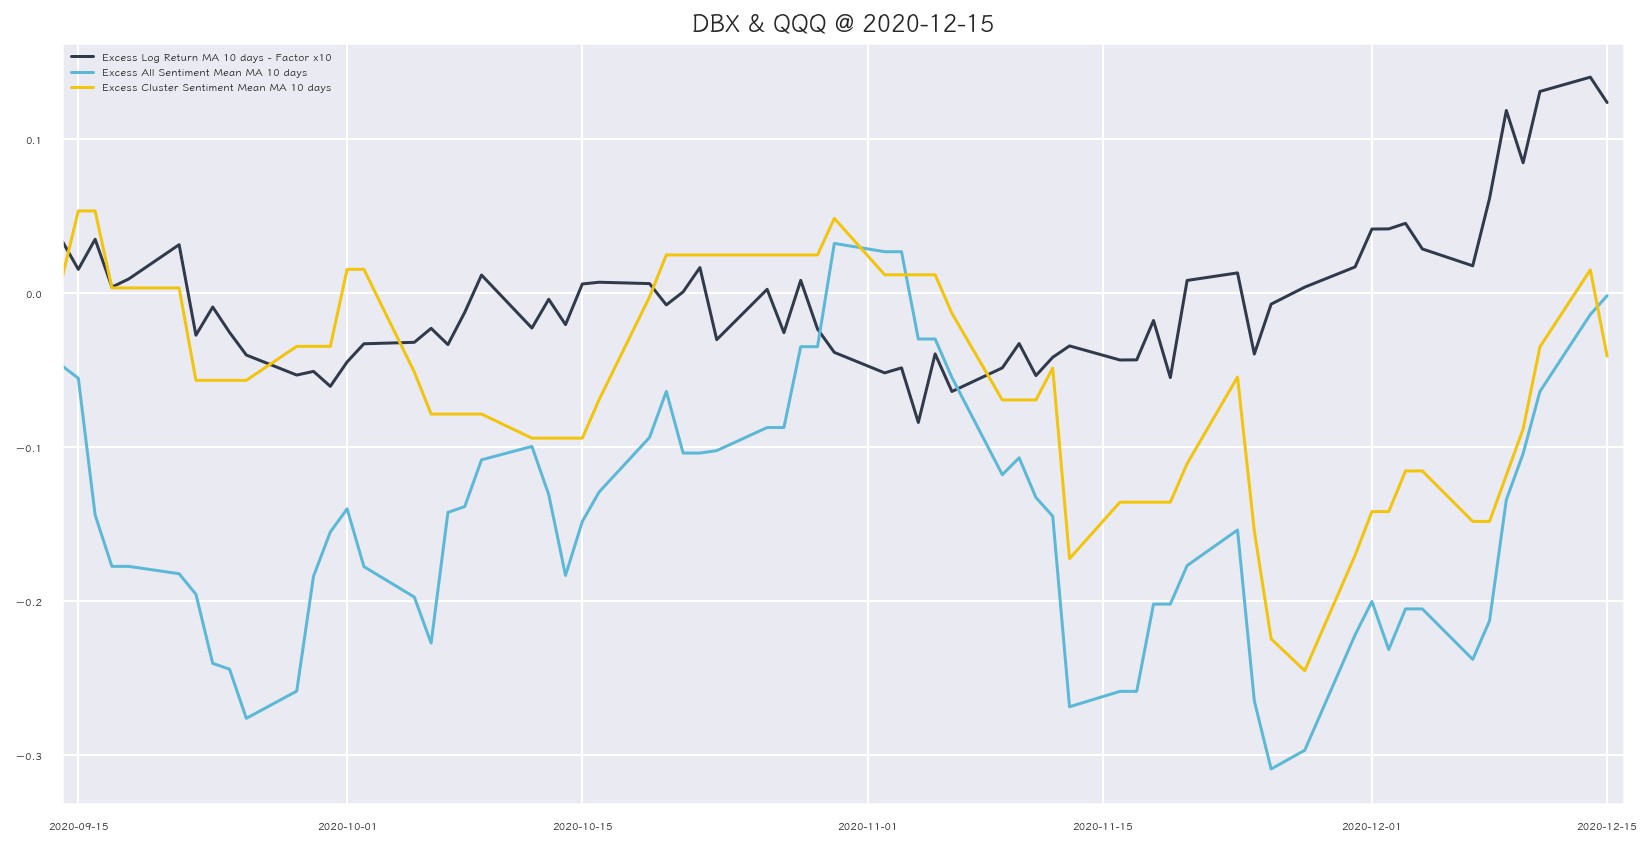 DBX & QQQ @ 2020-12-15
Excess Log Return MA 10 days - Factor x10
Excess All Sentiment Mean MA 10 days
Excess Cluster Sentiment Mean MA 10 days
0.1
0.0
−0.1
−0.2
−0.3
2020-09-15 2020-10-01 2020-10-15 2020-11-01 2020-11-15 2020-12-01 2020-12-15